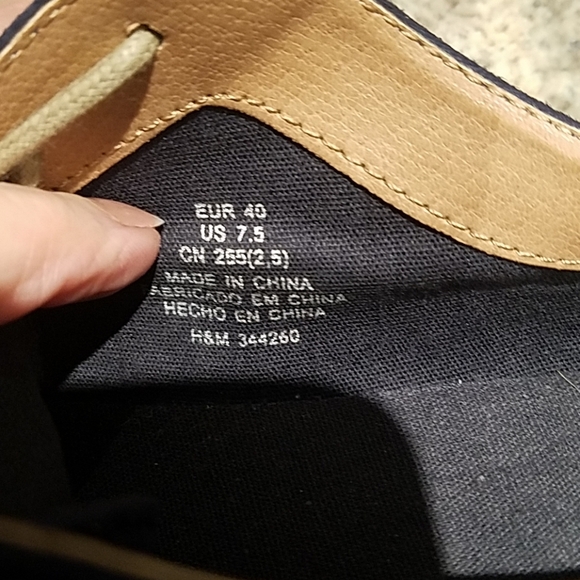 EUR 40
US 7.5
CN 255(2,5)
MADE IN CHINA
FABRICADO EM CHINA
HECHO EN CHINA
H&M 344260